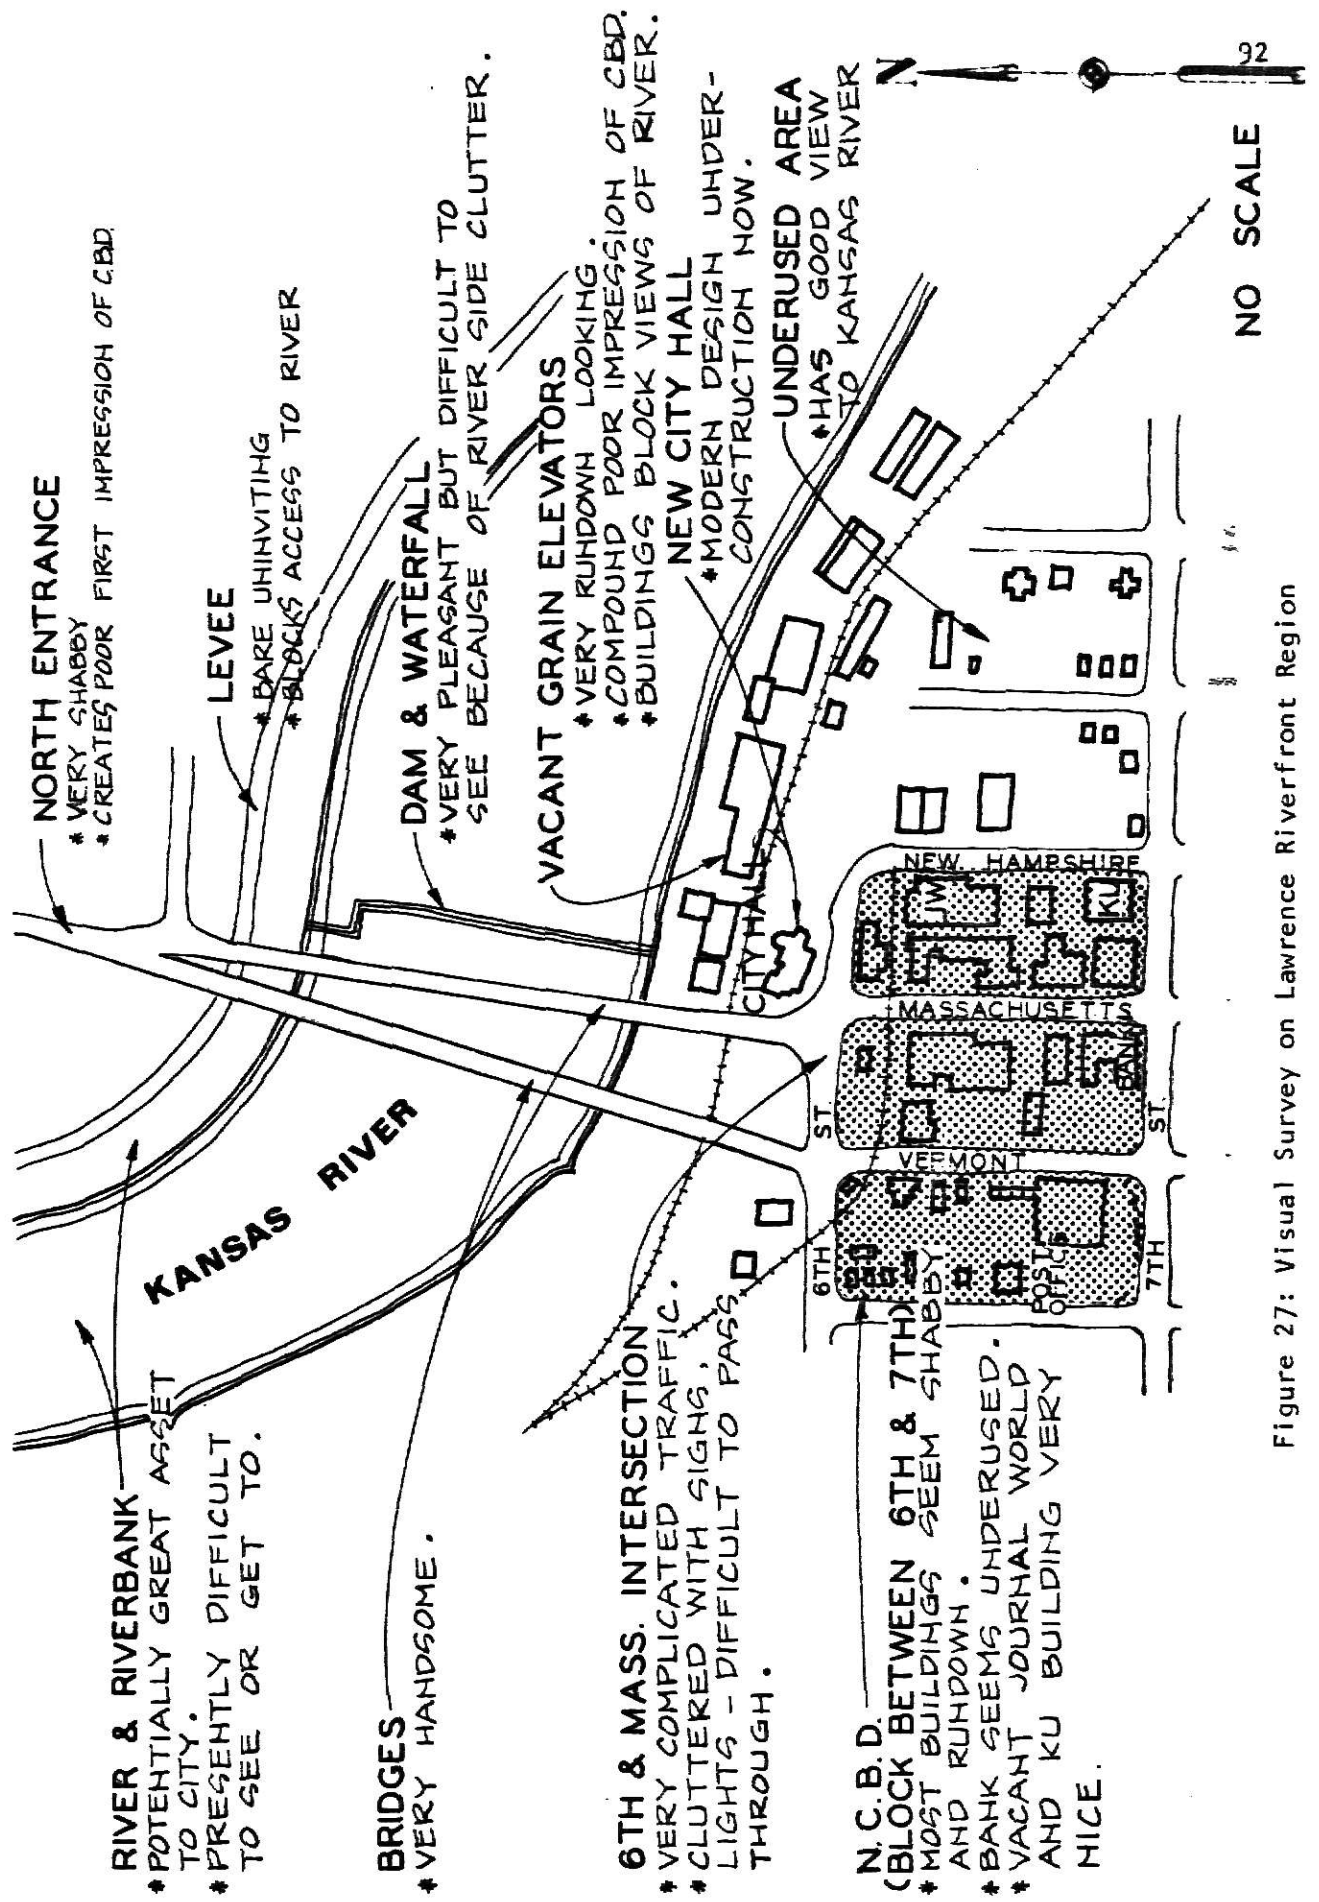 NORTH ENTRANCE
* VERY SHABBY
* CREATES POOR FIRST IMPRESSION OF CBD.
LEVEE
* BARE UNINVITING
* BLOCKS ACCESS TO RIVER
DAM & WATERFALL
* VERY PLEASANT BUT DIFFICULT TO
SEE BECAUSE OF RIVER SIDE CLUTTER.
VACANT GRAIN ELEVATORS
* VERY RUNDOWN LOOKING.
* COMPOUND POOR IMPRESSION OF CBD.
* BUILDINGS BLOCK VIEWS OF RIVER.
NEW CITY HALL
* MODERN DESIGN UNDER-
CONSTRUCTION NOW.
UNDERUSED AREA
* HAS GOOD VIEW
TO KANSAS RIVER
RIVER & RIVERBANK
* POTENTIALLY GREAT ASSET
TO CITY.
* PRESENTLY DIFFICULT
TO SEE OR GET TO.
BRIDGES
* VERY HANDSOME.
6TH & MASS. INTERSECTION
* VERY COMPLICATED TRAFFIC.
* CLUTTERED WITH SIGNS,
LIGHTS - DIFFICULT TO PASS
THROUGH.
N.C.B.D.
(BLOCK BETWEEN 6TH & 7TH)
* MOST BUILDINGS SEEM SHABBY
AND RUNDOWN.
* BANK SEEMS UNDERUSED.
* VACANT JOURNAL WORLD
AND KU BUILDING VERY
NICE.
KANSAS RIVER
CITY HALL
NEW HAMPSHIRE
JW
KU
MASSACHUSETTS
BANK
VERMONT
POST
OFFICE
6TH ST.
7TH ST.
N
NO SCALE
Figure 27: Visual Survey on Lawrence Riverfront Region
92